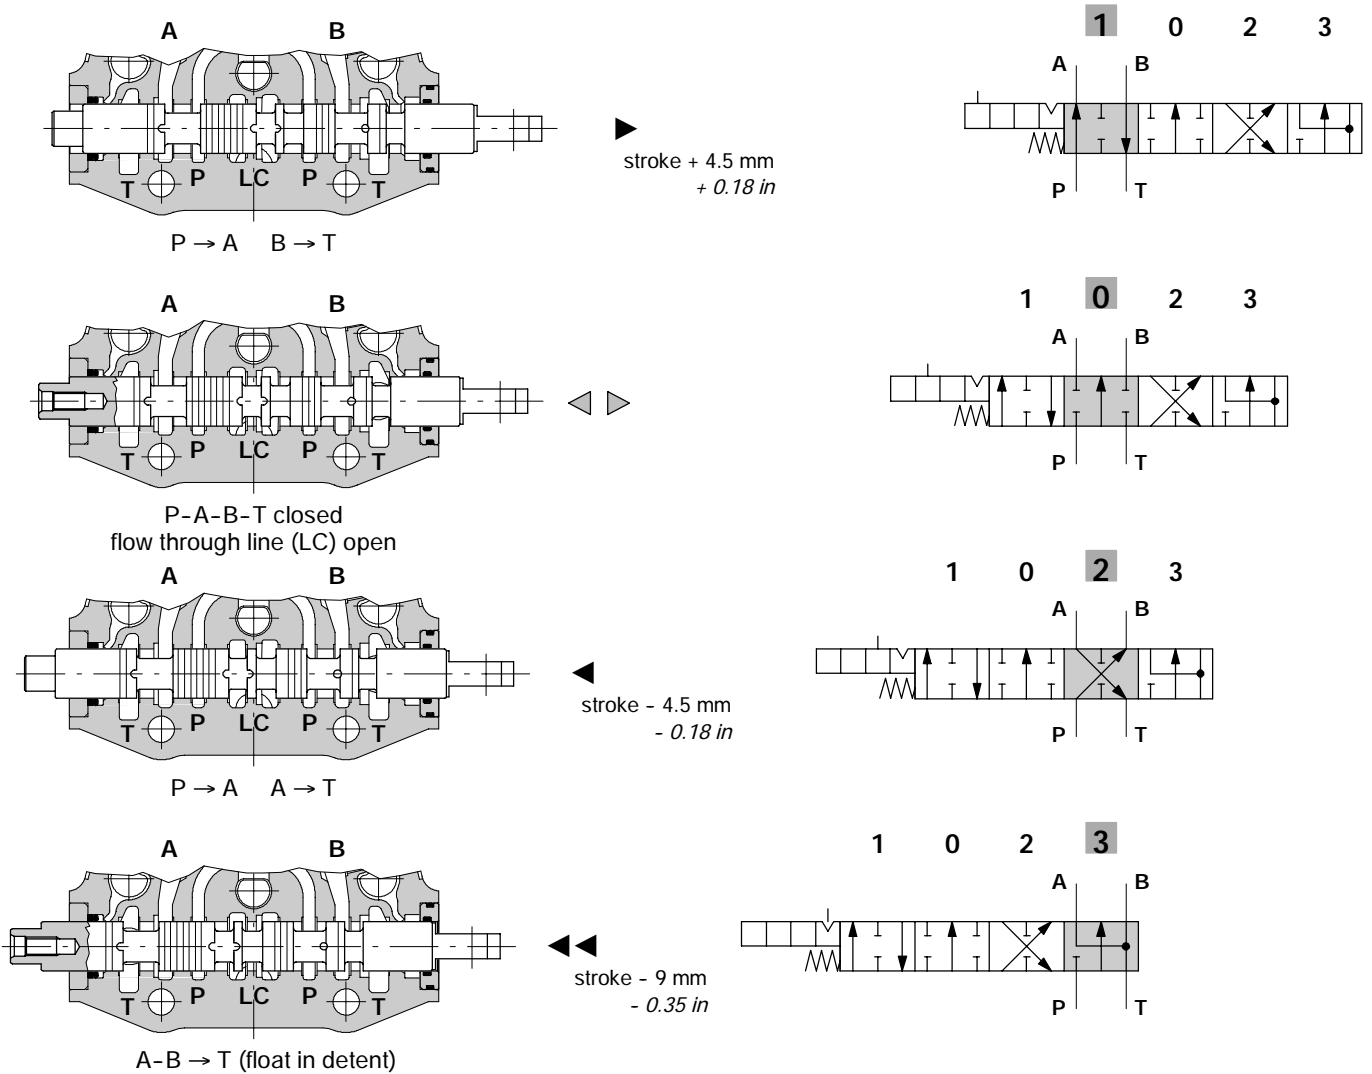 A B
1 0 2 3
A B
T P LC P T
stroke + 4.5 mm
+ 0.18 in
P T
P → A B → T
A B
1 0 2 3
A B
T P LC P T
P T
P-A-B-T closed
flow through line (LC) open
A B
1 0 2 3
A B
T P LC P T
stroke - 4.5 mm
- 0.18 in
P T
P → A A → T
A B
1 0 2 3
A B
T P LC P T
stroke - 9 mm
- 0.35 in
P T
A-B → T (float in detent)